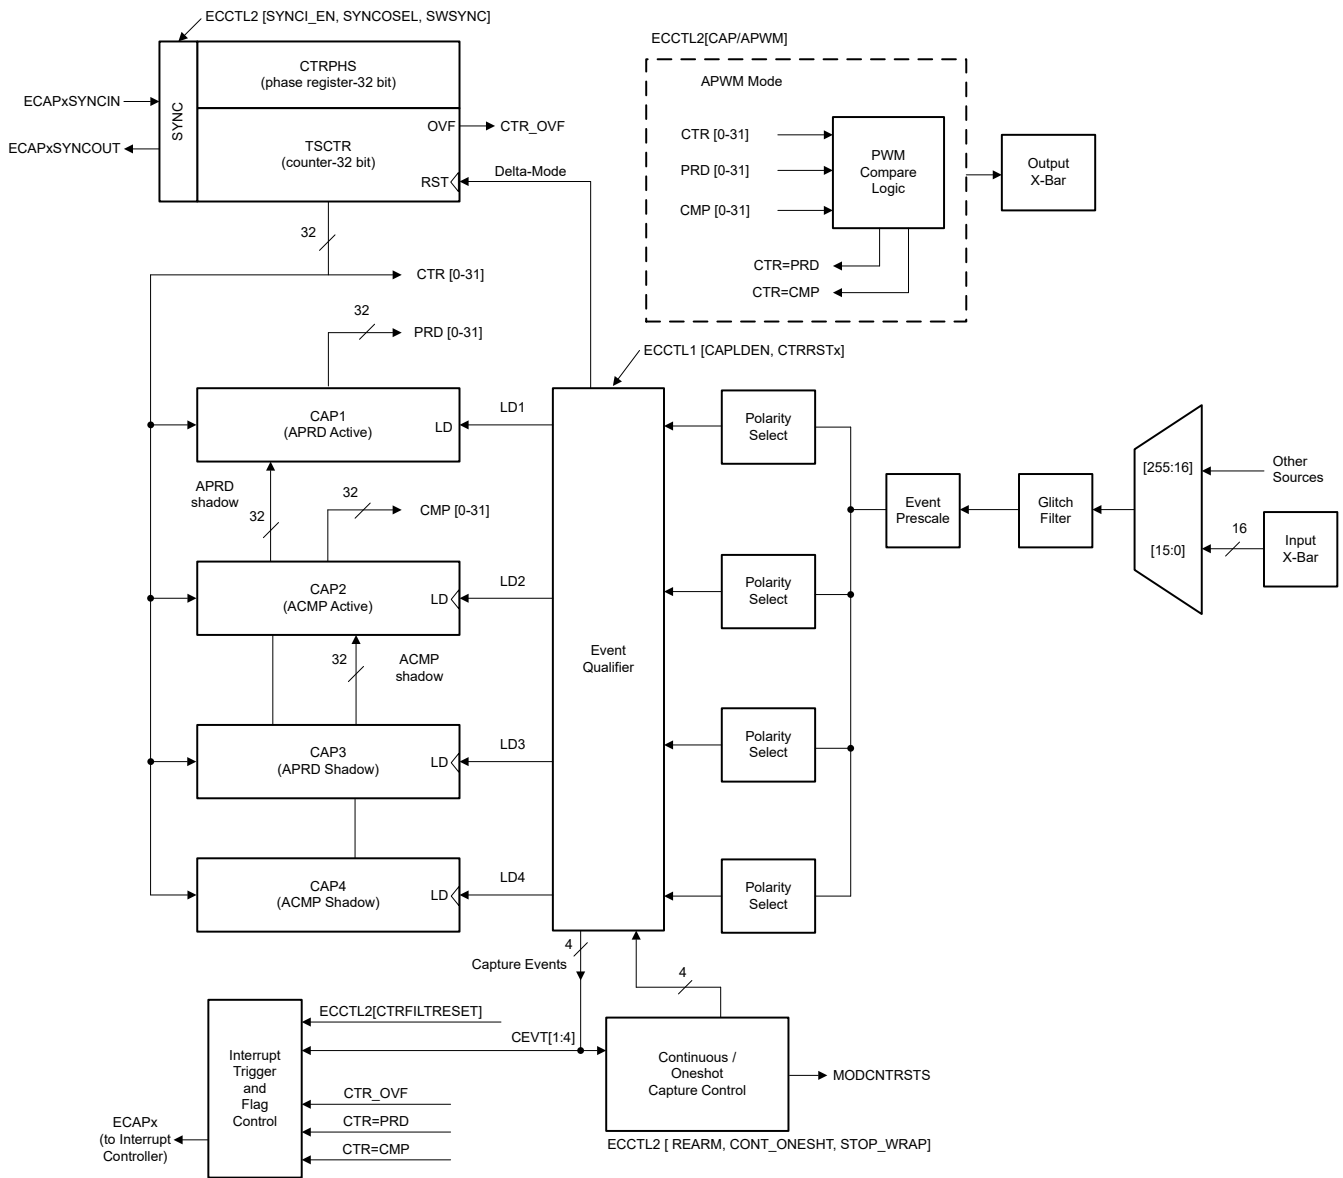 ECCTL2 [SYNCI_EN, SYNCOSEL, SWSYNC]
CTRPHS
(phase register-32 bit)
SYNC
ECAPxSYNCIN
ECAPxSYNCOUT
TSCTR
(counter-32 bit)
OVF
CTR_OVF
RST
Delta-Mode
32
CTR [0-31]
32
PRD [0-31]
ECCTL2[CAP/APWM]
APWM Mode
CTR [0-31]
PRD [0-31]
CMP [0-31]
PWM
Compare
Logic
CTR=PRD
CTR=CMP
Output
X-Bar
ECCTL1 [CAPLDEN, CTRRSTx]
CAP1
(APRD Active)
LD
LD1
APRD
shadow
32
32
CMP [0-31]
CAP2
(ACMP Active)
LD
LD2
32
ACMP
shadow
CAP3
(APRD Shadow)
LD
LD3
CAP4
(ACMP Shadow)
LD
LD4
Event
Qualifier
Polarity
Select
Polarity
Select
Polarity
Select
Polarity
Select
Event
Prescale
Glitch
Filter
[255:16]
[15:0]
Other
Sources
16
Input
X-Bar
4
Capture Events
4
ECCTL2[CTRFILTRESET]
CEVT[1:4]
Interrupt
Trigger
and
Flag
Control
CTR_OVF
CTR=PRD
CTR=CMP
ECAPx
(to Interrupt
Controller)
Continuous /
Oneshot
Capture Control
MODCNTRSTS
ECCTL2 [ REARM, CONT_ONESHT, STOP_WRAP]